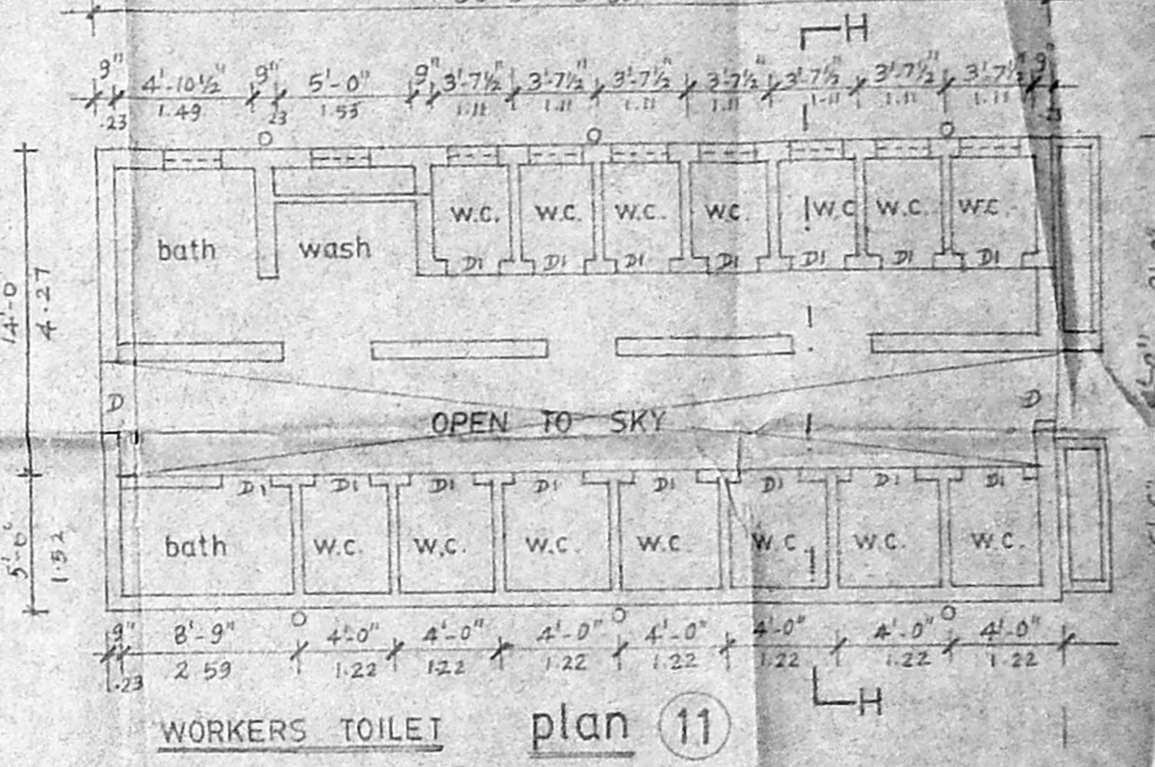 H
9" 4'-10½" 9" 5'-0" 9" 3'-7½" 3'-7½" 3'-7½" 3'-7½" 3'-7½" 3'-7½" 3'-7½" 9"
.23 1.49 .23 1.53 1.11 1.11 1.11 1.11 1.11 1.11 1.11
W.C. W.C. W.C. W.C W.C W.C. W.C.
bath wash
D1 D1 D1 D1 D1 D1 D1
14'-0"
4.27
D D
OPEN TO SKY
D1 D1 D1 D1 D1 D1 D1 D1
bath W.C. W.C. W.C. W.C. W.C. W.C. W.C.
5'-0"
1.52
9" 8'-9" 4'-0" 4'-0" 4'-0" 4'-0" 4'-0" 4'-0" 4'-0"
.23 2.59 1.22 1.22 1.22 1.22 1.22 1.22 1.22
H
WORKERS TOILET plan 11